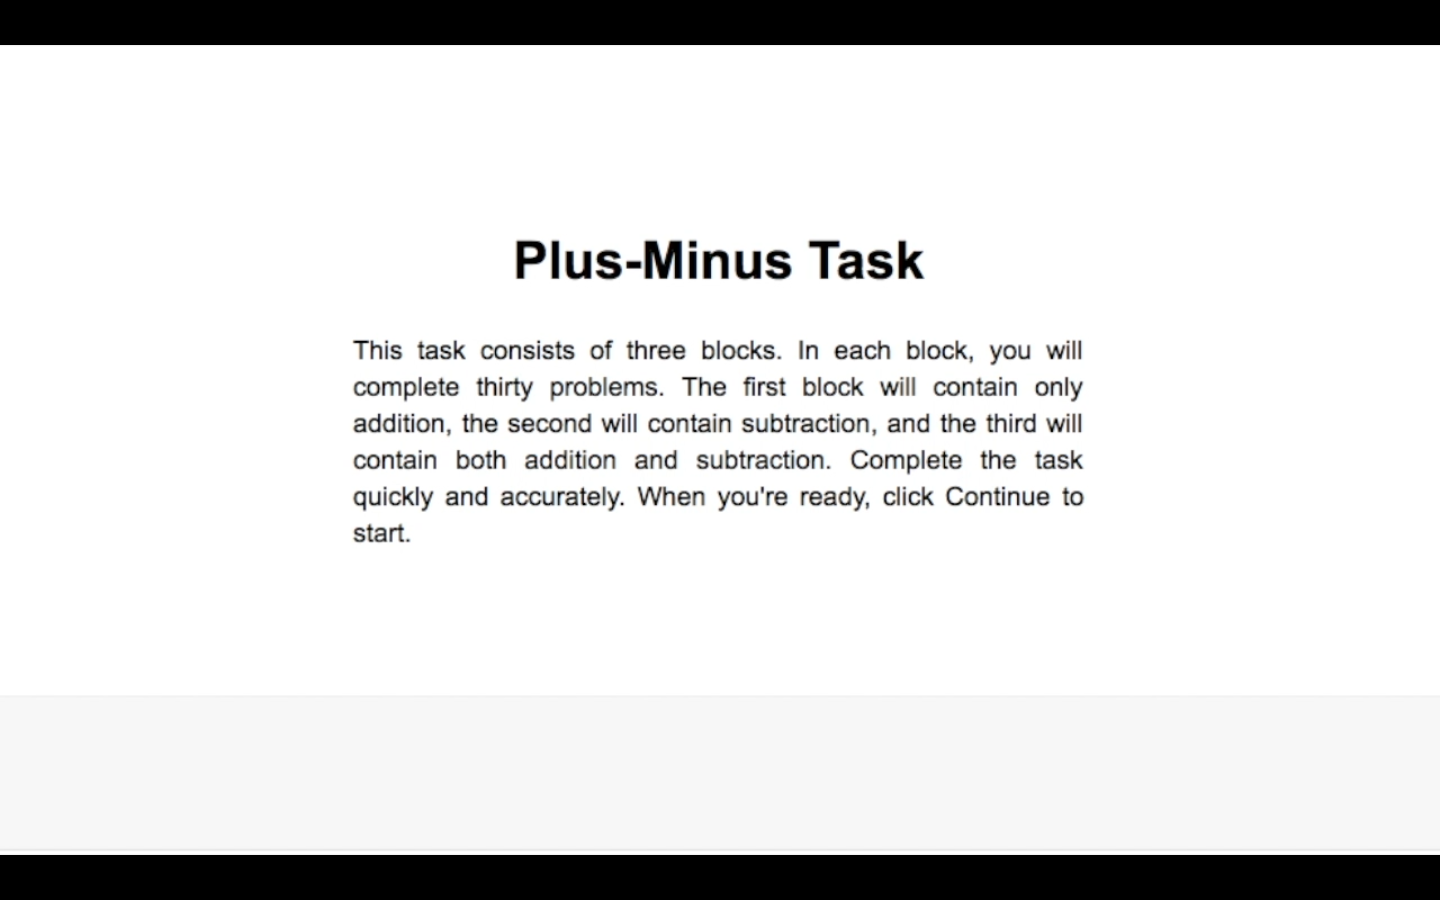 Plus-Minus Task
This task consists of three blocks. In each block, you will
complete thirty problems. The first block will contain only
addition, the second will contain subtraction, and the third will
contain both addition and subtraction. Complete the task
quickly and accurately. When you're ready, click Continue to
start.